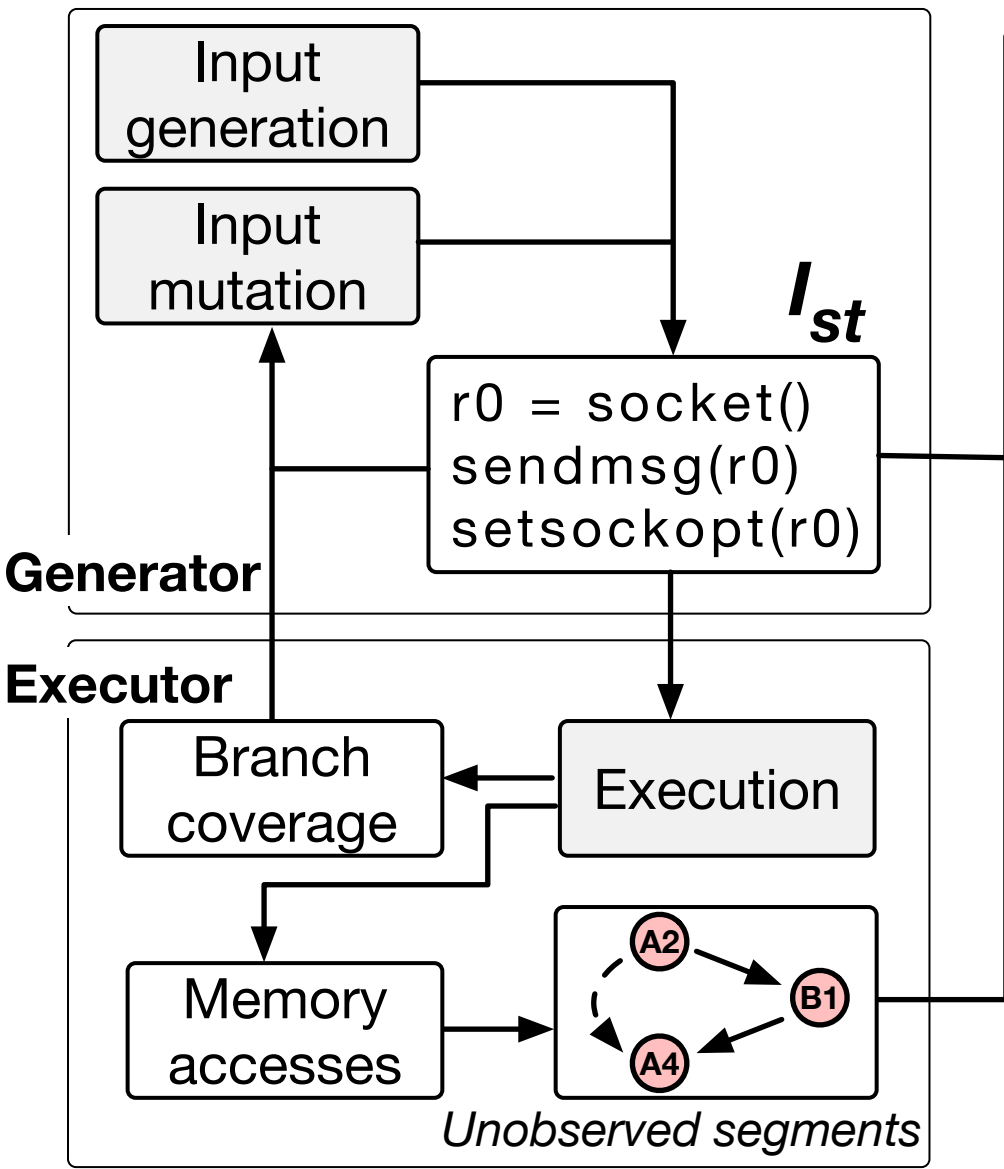 Input
generation
Input
mutation
I_st
r0 = socket()
sendmsg(r0)
setsockopt(r0)
Generator
Executor
Branch
coverage
Execution
Memory
accesses
A2
B1
A4
Unobserved segments